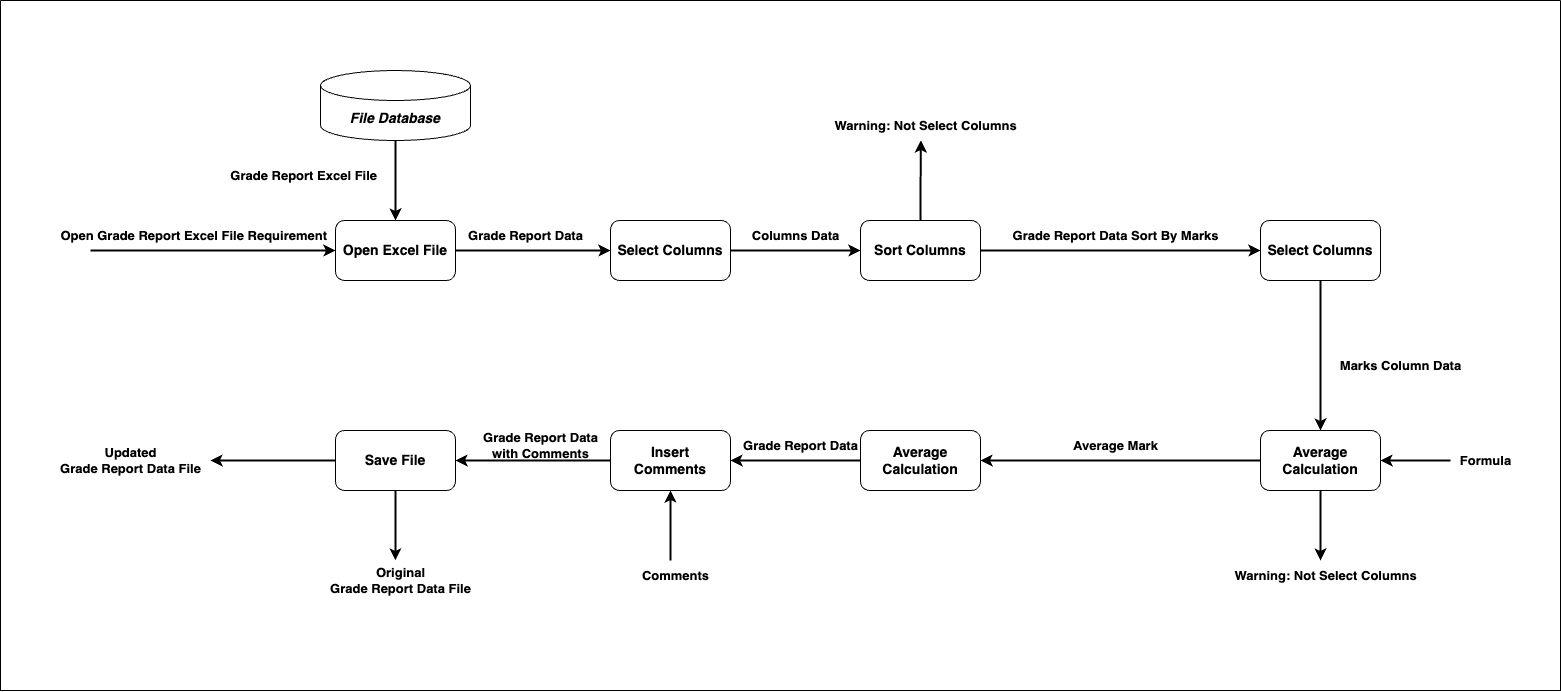 File Database
Warning: Not Select Columns
Grade Report Excel File
Open Grade Report Excel File Requirement
Open Excel File
Grade Report Data
Select Columns
Columns Data
Sort Columns
Grade Report Data Sort By Marks
Select Columns
Marks Column Data
Updated
Grade Report Data File
Save File
Grade Report Data
with Comments
Insert
Comments
Grade Report Data
Average
Calculation
Average Mark
Average
Calculation
Formula
Original
Grade Report Data File
Comments
Warning: Not Select Columns